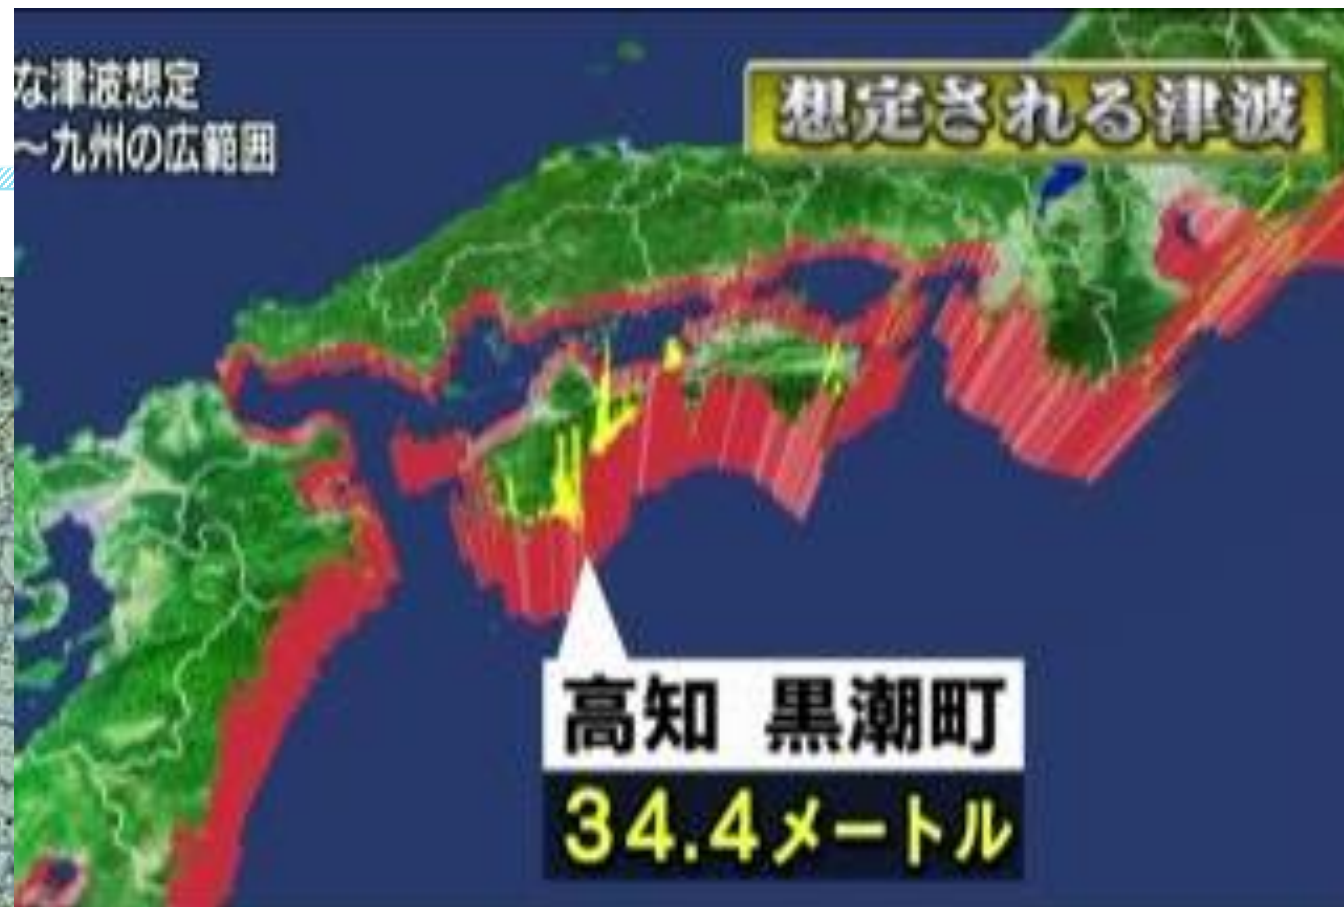 な津波想定
～九州の広範囲
想定される津波
高知 黒潮町
34.4メートル